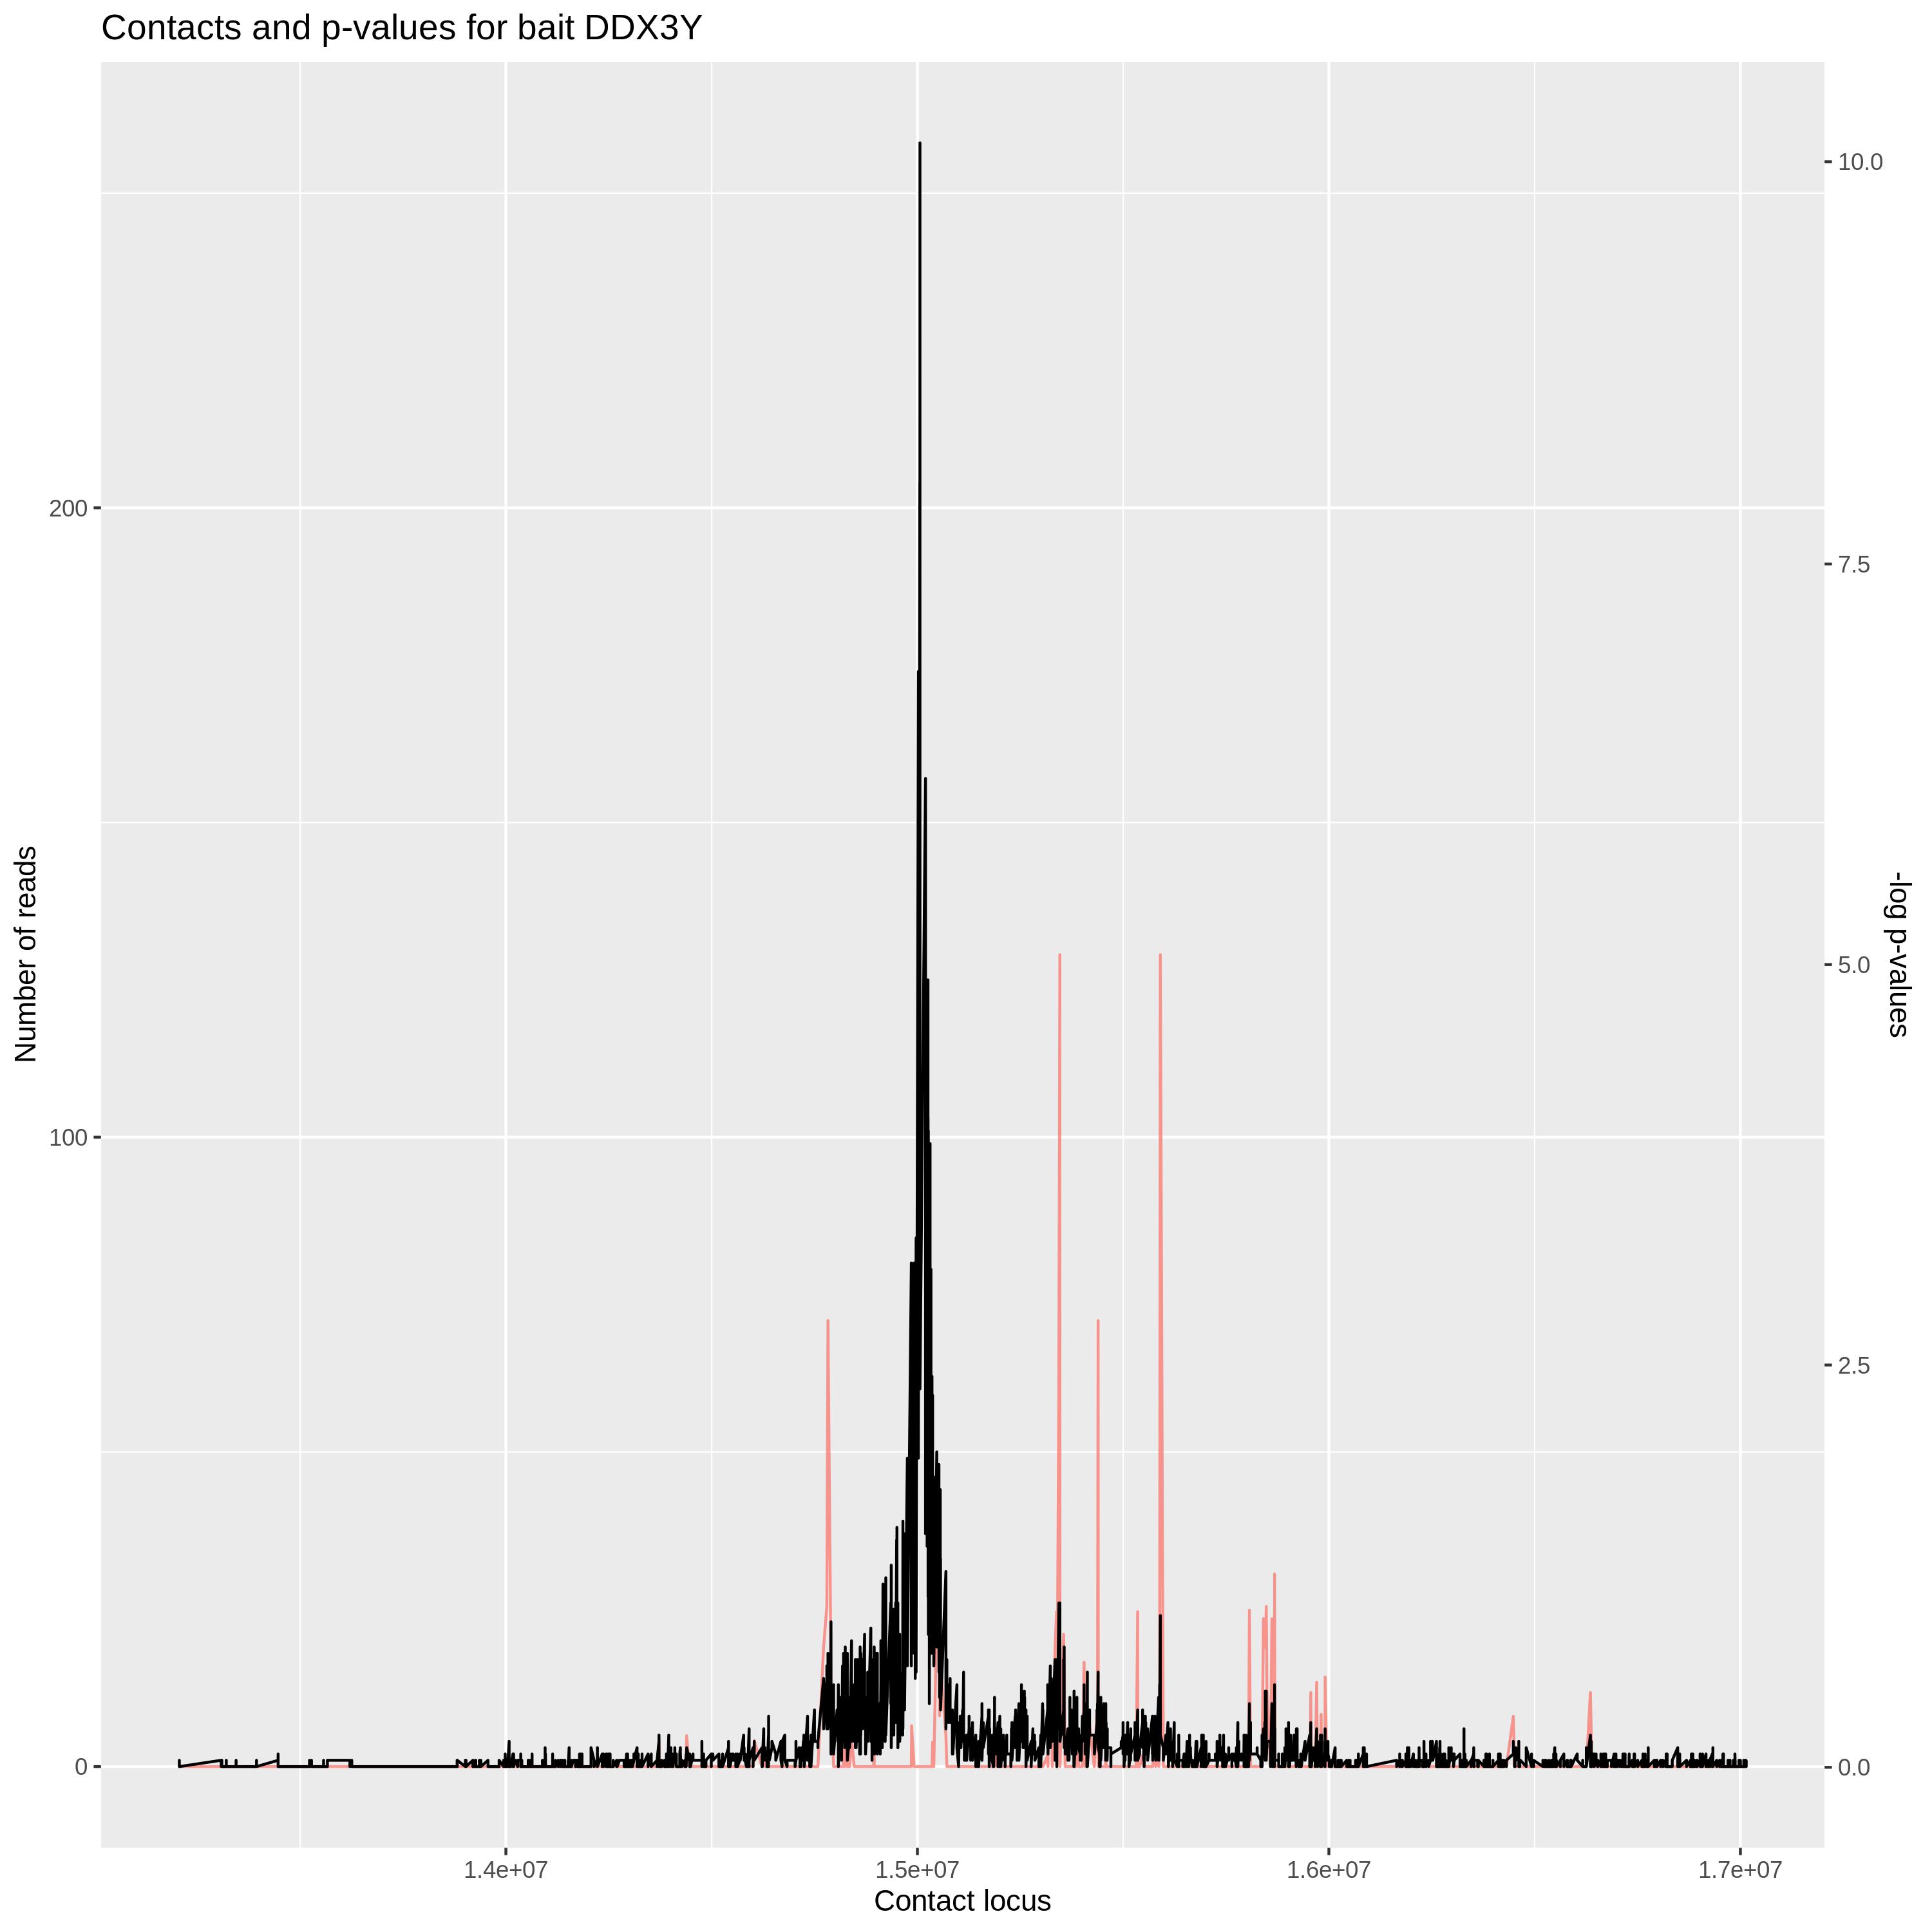 Contacts and p-values for bait DDX3Y
10.0
200
7.5
Number of reads
-log p-values
5.0
100
2.5
0
0.0
1.4e+07
1.5e+07
1.6e+07
1.7e+07
Contact locus